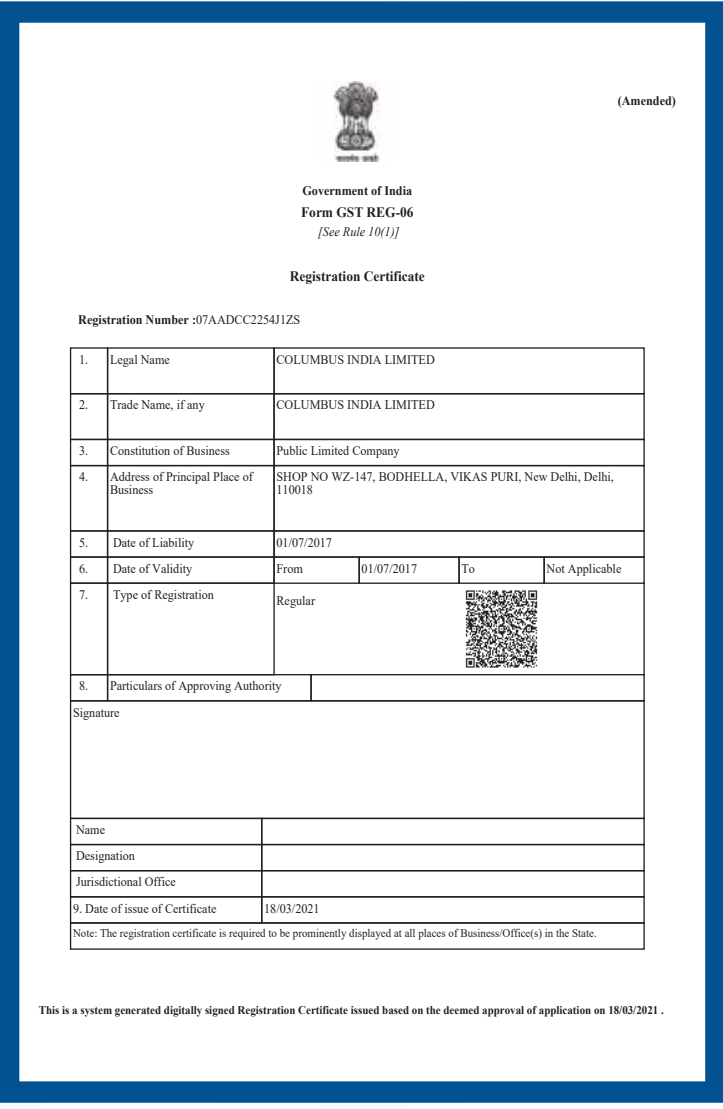 (Amended)
सत्यमेव जयते
Government of India
Form GST REG-06
[See Rule 10(1)]
Registration Certificate
Registration Number :07AADCC2254J1ZS
1. Legal Name COLUMBUS INDIA LIMITED
2. Trade Name, if any COLUMBUS INDIA LIMITED
3. Constitution of Business Public Limited Company
4. Address of Principal Place of SHOP NO WZ-147, BODHELLA, VIKAS PURI, New Delhi, Delhi,
Business 110018
5. Date of Liability 01/07/2017
6. Date of Validity From 01/07/2017 To Not Applicable
7. Type of Registration Regular
8. Particulars of Approving Authority
Signature
Name
Designation
Jurisdictional Office
9. Date of issue of Certificate 18/03/2021
Note: The registration certificate is required to be prominently displayed at all places of Business/Office(s) in the State.
This is a system generated digitally signed Registration Certificate issued based on the deemed approval of application on 18/03/2021 .